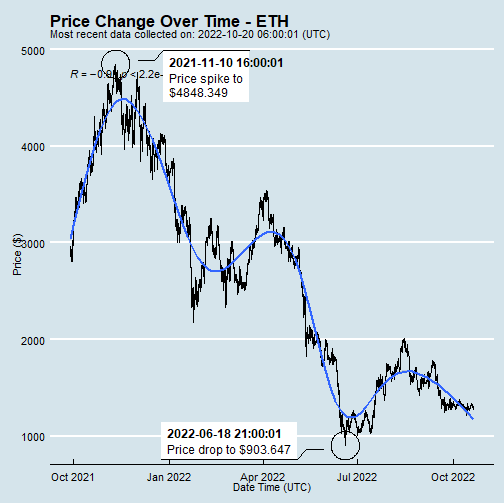 Price Change Over Time - ETH
Most recent data collected on: 2022-10-20 06:00:01 (UTC)
2021-11-10 16:00:01
Price spike to
$4848.349
5000
4000
3000
2000
1000
Price ($)
2022-06-18 21:00:01
Price drop to $903.647
Oct 2021
Jan 2022
Apr 2022
Jul 2022
Oct 2022
Date Time (UTC)